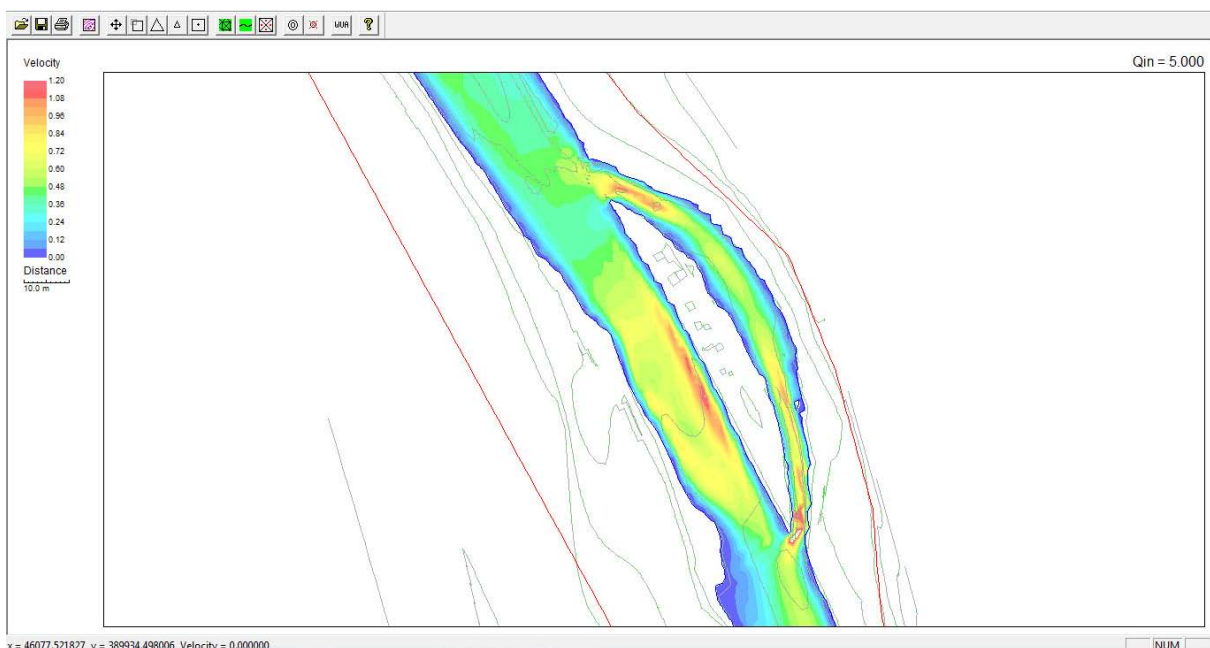 WUA
?
Velocity
Qin = 5.000
1.20
1.08
0.96
0.84
0.72
0.60
0.48
0.36
0.24
0.12
0.00
Distance
10.0 m
x = 46077.521827, y = 389934.498006, Velocity = 0.000000
NUM